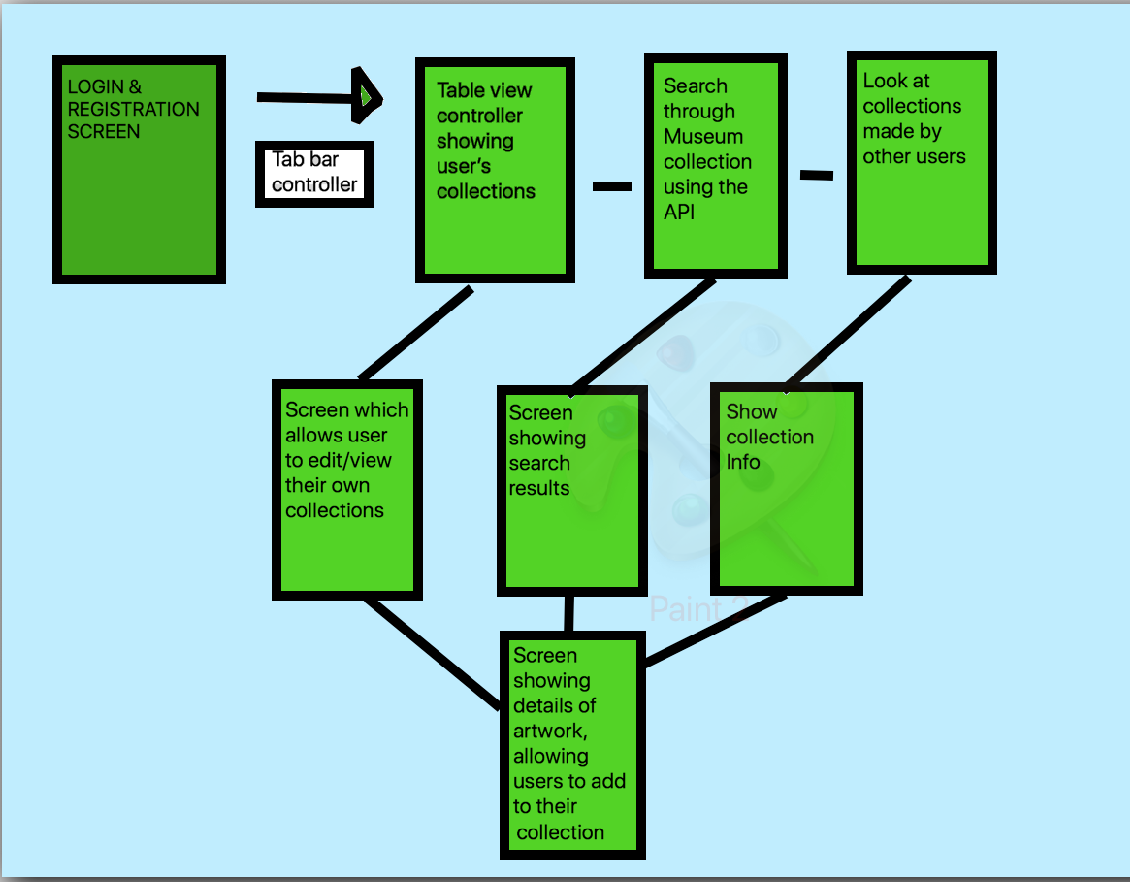 LOGIN &
REGISTRATION
SCREEN
Tab bar
controller
Table view
controller
showing
user’s
collections
Search
through
Museum
collection
using the
API
Look at
collections
made by
other users
Screen which
allows user
to edit/view
their own
collections
Screen
showing
search
results
Show
collection
Info
Paint 2
Screen
showing
details of
artwork,
allowing
users to add
to their
collection